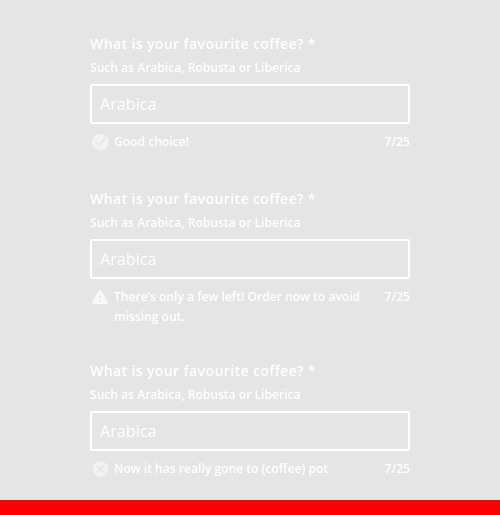 What is your favourite coffee? *
Such as Arabica, Robusta or Liberica
Arabica
Good choice! 7/25
What is your favourite coffee? *
Such as Arabica, Robusta or Liberica
Arabica
There's only a few left! Order now to avoid 7/25
missing out.
What is your favourite coffee? *
Such as Arabica, Robusta or Liberica
Arabica
Now it has really gone to (coffee) pot 7/25